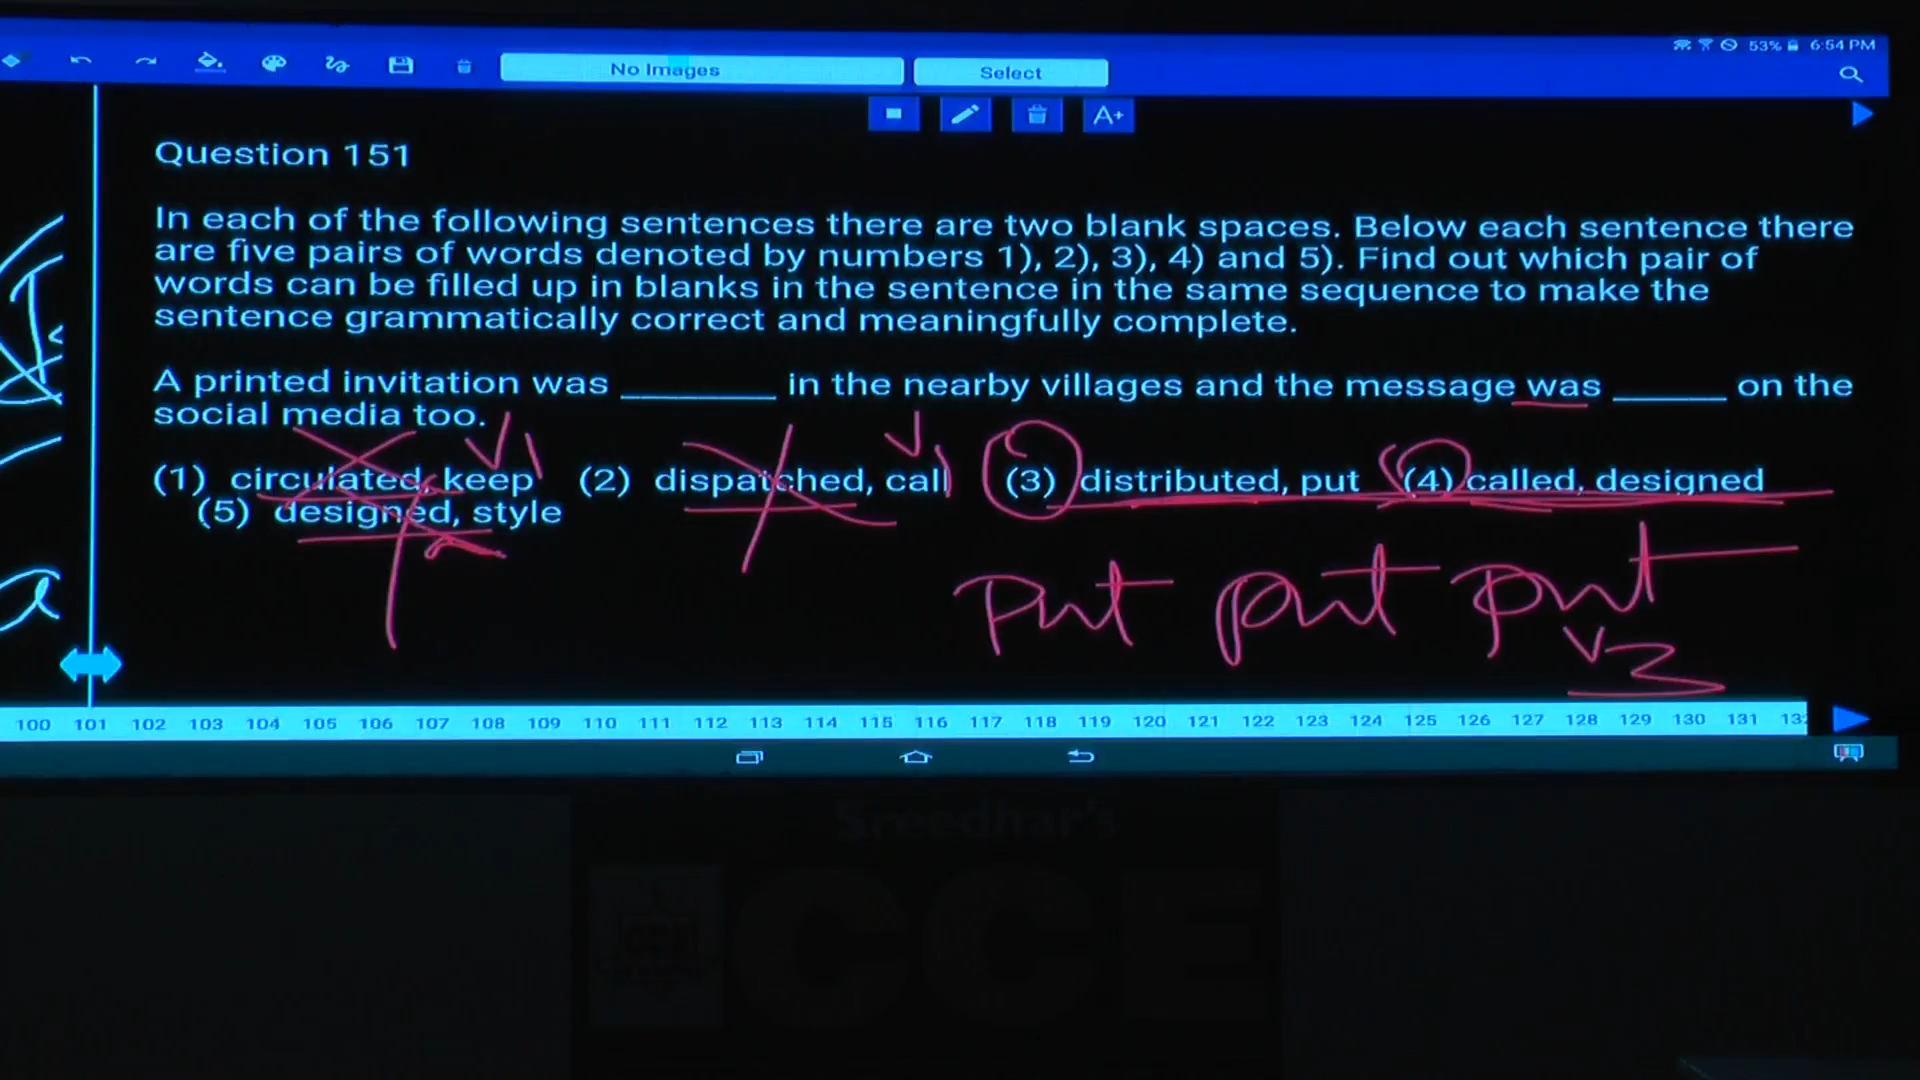 53% 6:54 PM
No Images Select
A+
Question 151
In each of the following sentences there are two blank spaces. Below each sentence there
are five pairs of words denoted by numbers 1), 2), 3), 4) and 5). Find out which pair of
words can be filled up in blanks in the sentence in the same sequence to make the
sentence grammatically correct and meaningfully complete.
A printed invitation was __________ in the nearby villages and the message was _______ on the
social media too.
V1 V1
(1) circulated, keep (2) dispatched, call (3) distributed, put (4) called, designed
(5) designed, style
put put put
V3
100 101 102 103 104 105 106 107 108 109 110 111 112 113 114 115 116 117 118 119 120 121 122 123 124 125 126 127 128 129 130 131
Sreedhar's
CCE